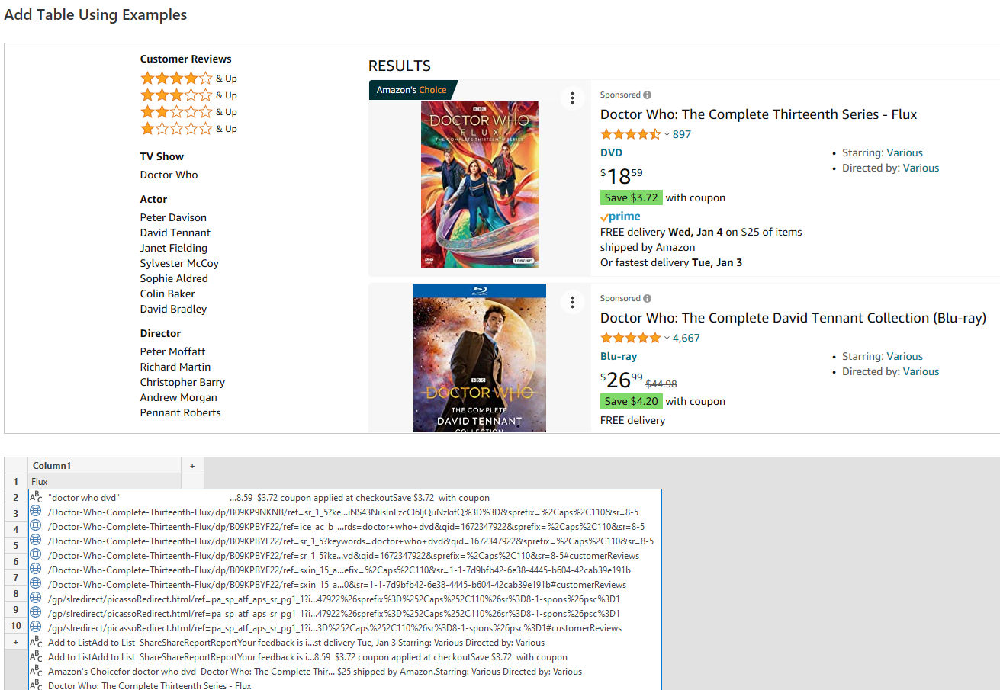 Add Table Using Examples
Customer Reviews
& Up
& Up
& Up
& Up
TV Show
Doctor Who
Actor
Peter Davison
David Tennant
Janet Fielding
Sylvester McCoy
Sophie Aldred
Colin Baker
David Bradley
Director
Peter Moffatt
Richard Martin
Christopher Barry
Andrew Morgan
Pennant Roberts
RESULTS
Amazon's Choice
BBC
DOCTOR WHO
FLUX
THE COMPLETE THIRTEENTH SERIES
DVD
3 DISC SET
Sponsored
Doctor Who: The Complete Thirteenth Series - Flux
897
DVD
$18 59
Save $3.72 with coupon
prime
FREE delivery Wed, Jan 4 on $25 of items
shipped by Amazon
Or fastest delivery Tue, Jan 3
• Starring: Various
• Directed by: Various
Blu-ray
BBC
DOCTOR WHO
THE COMPLETE
DAVID TENNANT
COLLECTION
Sponsored
Doctor Who: The Complete David Tennant Collection (Blu-ray)
4,667
Blu-ray
$26 99 $44.98
Save $4.20 with coupon
FREE delivery
• Starring: Various
• Directed by: Various
Column1 +
1 Flux
2 ABC "doctor who dvd" ...8.59 $3.72 coupon applied at checkoutSave $3.72 with coupon
3 /Doctor-Who-Complete-Thirteenth-Flux/dp/B09KP9NKNB/ref=sr_1_5?ke...iNS43NiIsInFzcCI6IjQuNzkifQ%3D%3D&sprefix=%2Caps%2C110&sr=8-5
4 /Doctor-Who-Complete-Thirteenth-Flux/dp/B09KPBYF22/ref=ice_ac_b_...rds=doctor+who+dvd&qid=1672347922&sprefix=%2Caps%2C110&sr=8-5
5 /Doctor-Who-Complete-Thirteenth-Flux/dp/B09KPBYF22/ref=sr_1_5?keywords=doctor+who+dvd&qid=1672347922&sprefix=%2Caps%2C110&sr=8-5
6 /Doctor-Who-Complete-Thirteenth-Flux/dp/B09KPBYF22/ref=sr_1_5?ke...vd&qid=1672347922&sprefix=%2Caps%2C110&sr=8-5#customerReviews
7 /Doctor-Who-Complete-Thirteenth-Flux/dp/B09KPBYF22/ref=sxin_15_a...efix=%2Caps%2C110&sr=1-1-7d9bfb42-6e38-4445-b604-42cab39e191b
/Doctor-Who-Complete-Thirteenth-Flux/dp/B09KPBYF22/ref=sxin_15_a...0&sr=1-1-7d9bfb42-6e38-4445-b604-42cab39e191b#customerReviews
8 /gp/slredirect/picassoRedirect.html/ref=pa_sp_atf_aps_sr_pg1_1?i...47922%26sprefix%3D%252Caps%252C110%26sr%3D8-1-spons%26psc%3D1
9 /gp/slredirect/picassoRedirect.html/ref=pa_sp_atf_aps_sr_pg1_1?i...47922%26sprefix%3D%252Caps%252C110%26sr%3D8-1-spons%26psc%3D1
10 /gp/slredirect/picassoRedirect.html/ref=pa_sp_atf_aps_sr_pg1_1?i...3D%252Caps%252C110%26sr%3D8-1-spons%26psc%3D1#customerReviews
+ ABC Add to ListAdd to List ShareShareReportReportYour feedback is i...st delivery Tue, Jan 3 Starring: Various Directed by: Various
ABC Add to ListAdd to List ShareShareReportReportYour feedback is i...8.59 $3.72 coupon applied at checkoutSave $3.72 with coupon
ABC Amazon's Choicefor doctor who dvd Doctor Who: The Complete Thir... $25 shipped by Amazon.Starring: Various Directed by: Various
ABC Doctor Who: The Complete Thirteenth Series - Flux